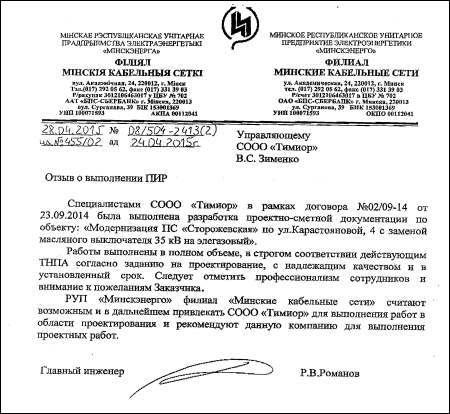 МІНСКАЕ РЭСПУБЛІКАНСКАЕ УНІТАРНАЕ
ПРАДПРЫЕМСТВА ЭЛЕКТРАЭНЕРГЕТЫКІ
«МІНСКЭНЕРГА»
ФІЛІЯЛ
МІНСКІЯ КАБЕЛЬНЫЯ СЕТКІ
вул. Акадэмічная, 24, 220012, г. Мінск
Тэл.(017) 292 05 62, факс (017) 331 39 03
Р/рахунак 3012106463017 у ЦБУ № 702
ААТ «БПС-СБЕРБАНК» г. Мінск, 220013
вул. Сурганава, 39 БІК 153001369
УНП 100071593 АКПА 00112041
МИНСКОЕ РЕСПУБЛИКАНСКОЕ УНИТАРНОЕ
ПРЕДПРИЯТИЕ ЭЛЕКТРОЭНЕРГЕТИКИ
«МИНСКЭНЕРГО»
ФИЛИАЛ
МИНСКИЕ КАБЕЛЬНЫЕ СЕТИ
ул. Академическая, 24, 220012, г. Минск
Тел.(017) 292 05 62, факс (017) 331 39 03
Р/счет 3012106463017 в ЦБУ № 702
ОАО «БПС-СБЕРБАНК» г. Минск, 220013
ул. Сурганова, 39 БИК 153001369
УНП 100071593 ОКПО 00112041
28.04.2015 № 08/504-2413(2)
на № 455/02 ад 24.04.2015г
Управляющему
СООО «Тимиор»
В.С. Зименко
Отзыв о выполнении ПИР
Специалистами СООО «Тимиор» в рамках договора №02/09-14 от
23.09.2014 была выполнена разработка проектно-сметной документации по
объекту: «Модернизация ПС «Сторожевская» по ул.Карастояновой, 4 с заменой
масляного выключателя 35 кВ на элегазовый».
Работы выполнены в полном объеме, в строгом соответствии действующим
ТНПА согласно заданию на проектирование, с надлежащим качеством и в
установленный срок. Следует отметить профессионализм сотрудников и
внимание к пожеланиям Заказчика.
РУП «Минскэнерго» филиал «Минские кабельные сети» считают
возможным и в дальнейшем привлекать СООО «Тимиор» для выполнения работ в
области проектирования и рекомендуют данную компанию для выполнения
проектных работ.
Главный инженер Р.В.Романов